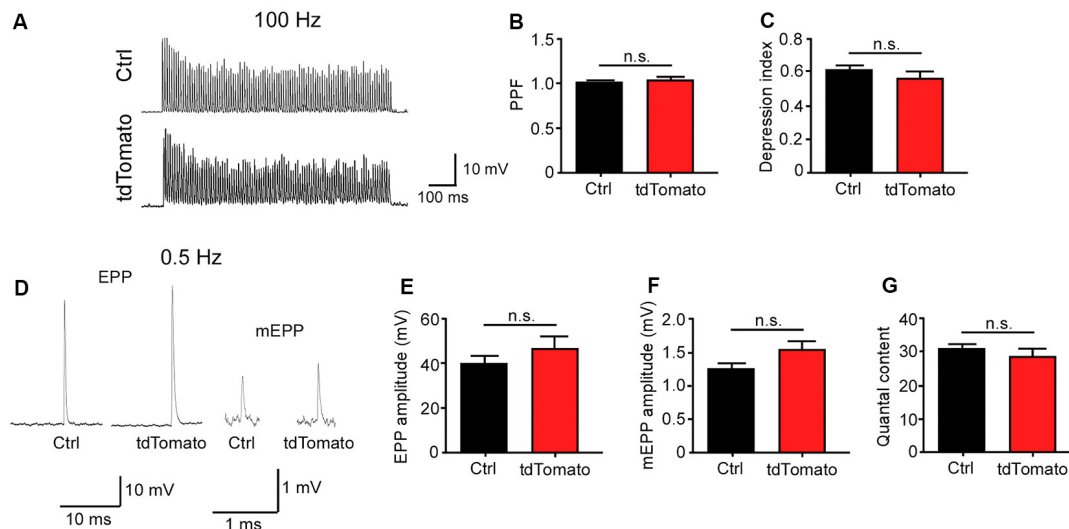 A
100 Hz
Ctrl
tdTomato
10 mV
100 ms
B
n.s.
1.5
1.0
0.5
0
PPF
Ctrl
tdTomato
C
n.s.
0.8
0.6
0.4
0.2
0
Depression index
Ctrl
tdTomato
D
0.5 Hz
EPP
mEPP
Ctrl
tdTomato
Ctrl
tdTomato
10 mV
10 ms
1 mV
1 ms
E
n.s.
60
40
20
0
EPP amplitude (mV)
Ctrl
tdTomato
F
n.s.
2.0
1.5
1.0
0.5
0
mEPP amplitude (mV)
Ctrl
tdTomato
G
n.s.
40
30
20
10
0
Quantal content
Ctrl
tdTomato